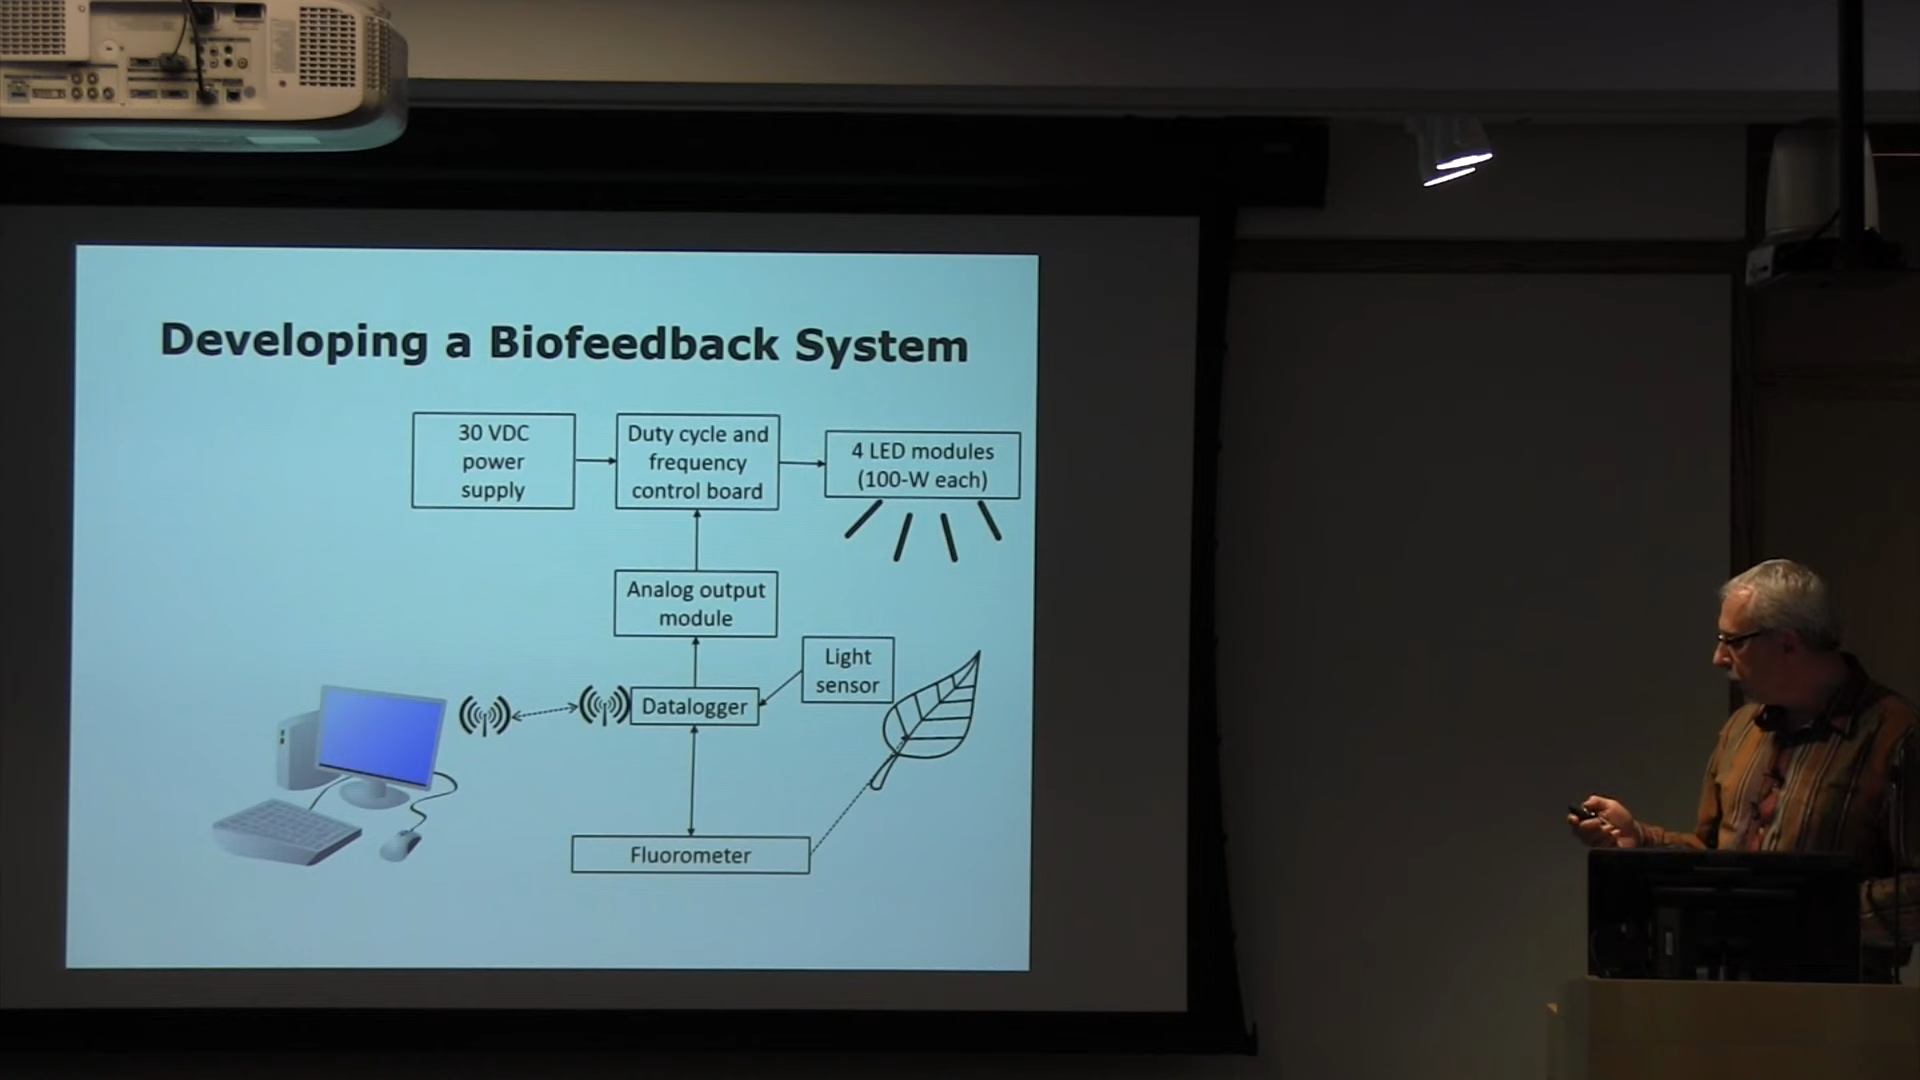 Developing a Biofeedback System
30 VDC
power
supply
Duty cycle and
frequency
control board
4 LED modules
(100-W each)
Analog output
module
Light
sensor
Datalogger
Fluorometer